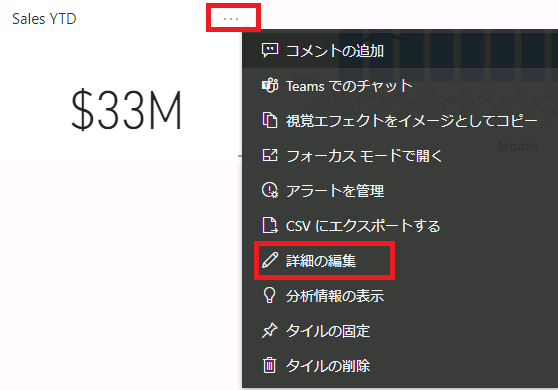 Sales YTD
...
$33M
コメントの追加
Teams でのチャット
視覚エフェクトをイメージとしてコピー
フォーカス モードで開く
アラートを管理
CSV にエクスポートする
詳細の編集
分析情報の表示
タイルの固定
タイルの削除
Month